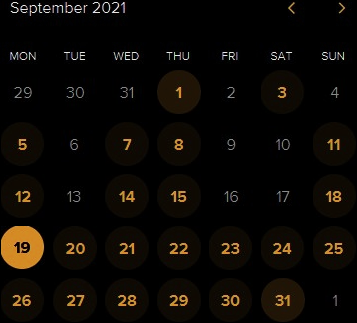 September 2021
MON TUE WED THU FRI SAT SUN
29 30 31 1 2 3 4
5 6 7 8 9 10 11
12 13 14 15 16 17 18
19 20 21 22 23 24 25
26 27 28 29 30 31 1